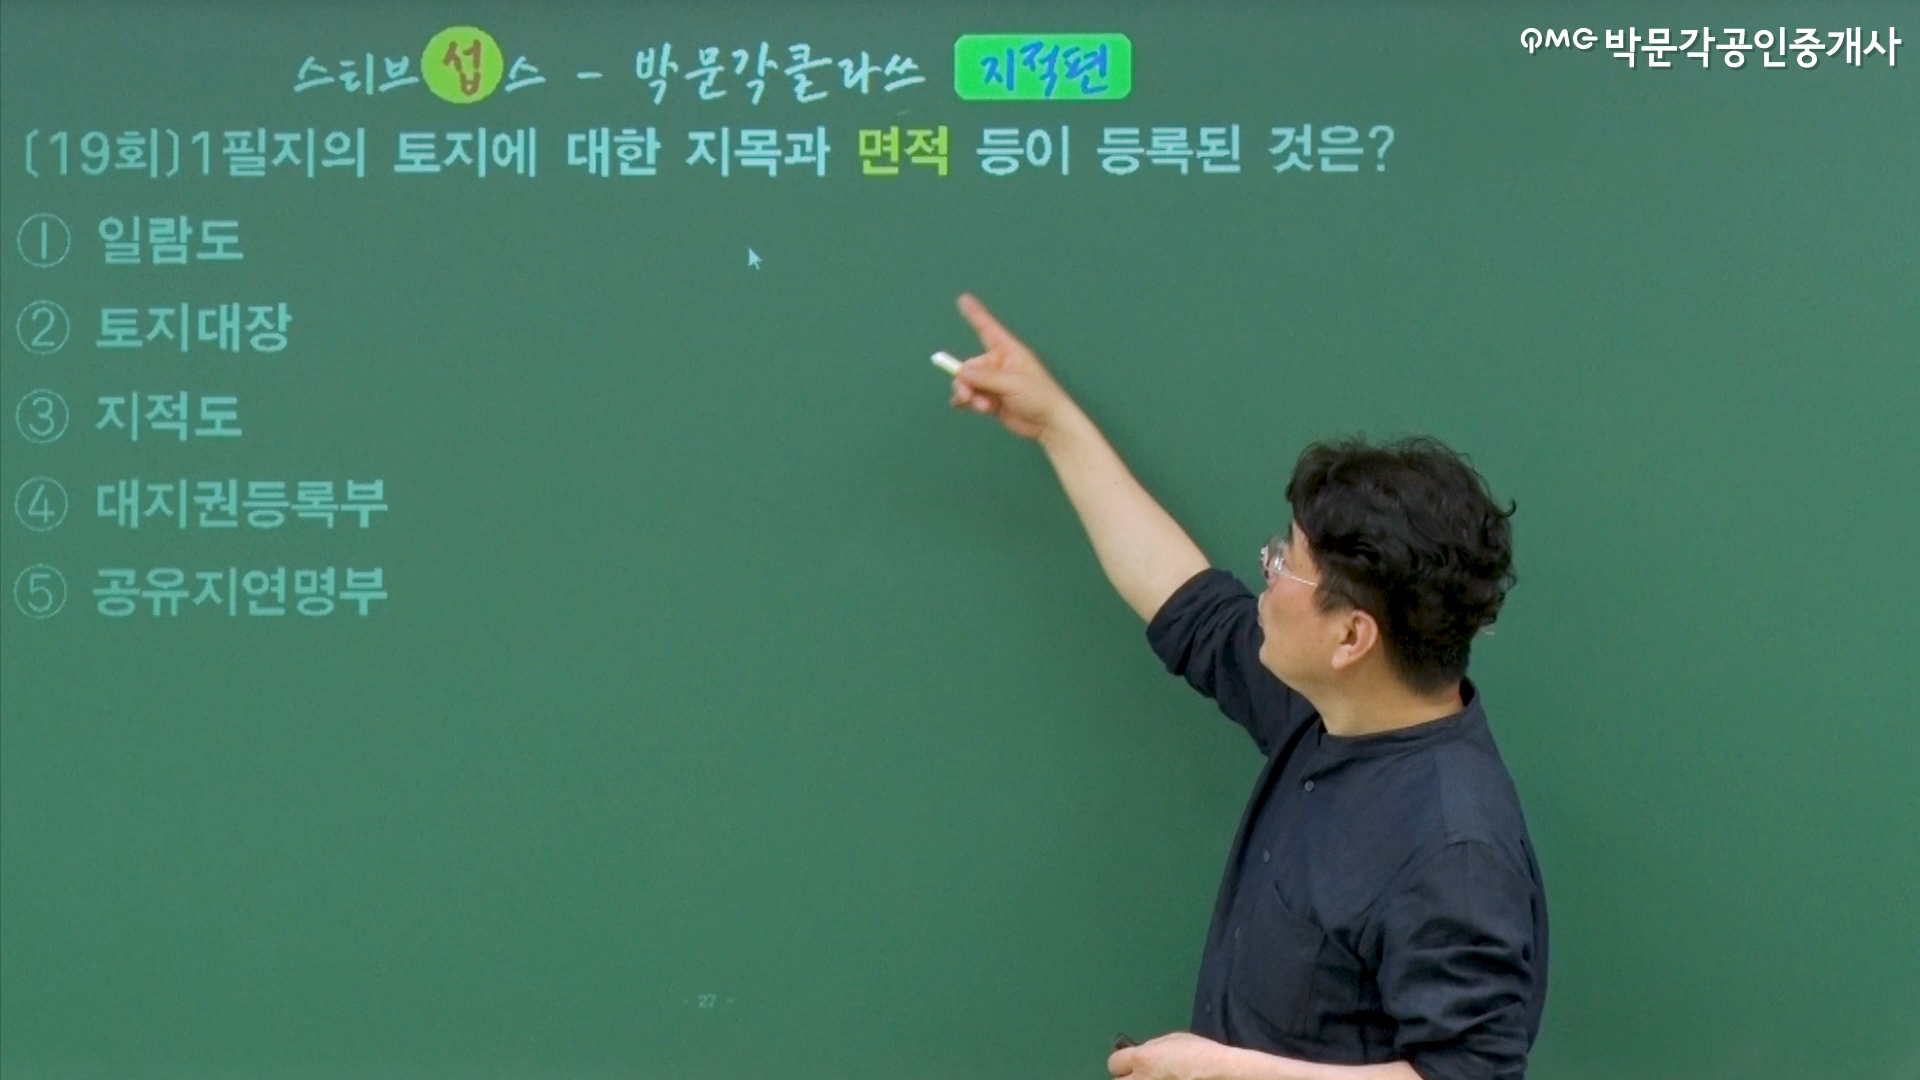 PMG 박문각공인중개사
스티브섭스 - 박문각클라쓰 지적편
(19회)1필지의 토지에 대한 지목과 면적 등이 등록된 것은?
① 일람도
② 토지대장
③ 지적도
④ 대지권등록부
⑤ 공유지연명부
- 27 -